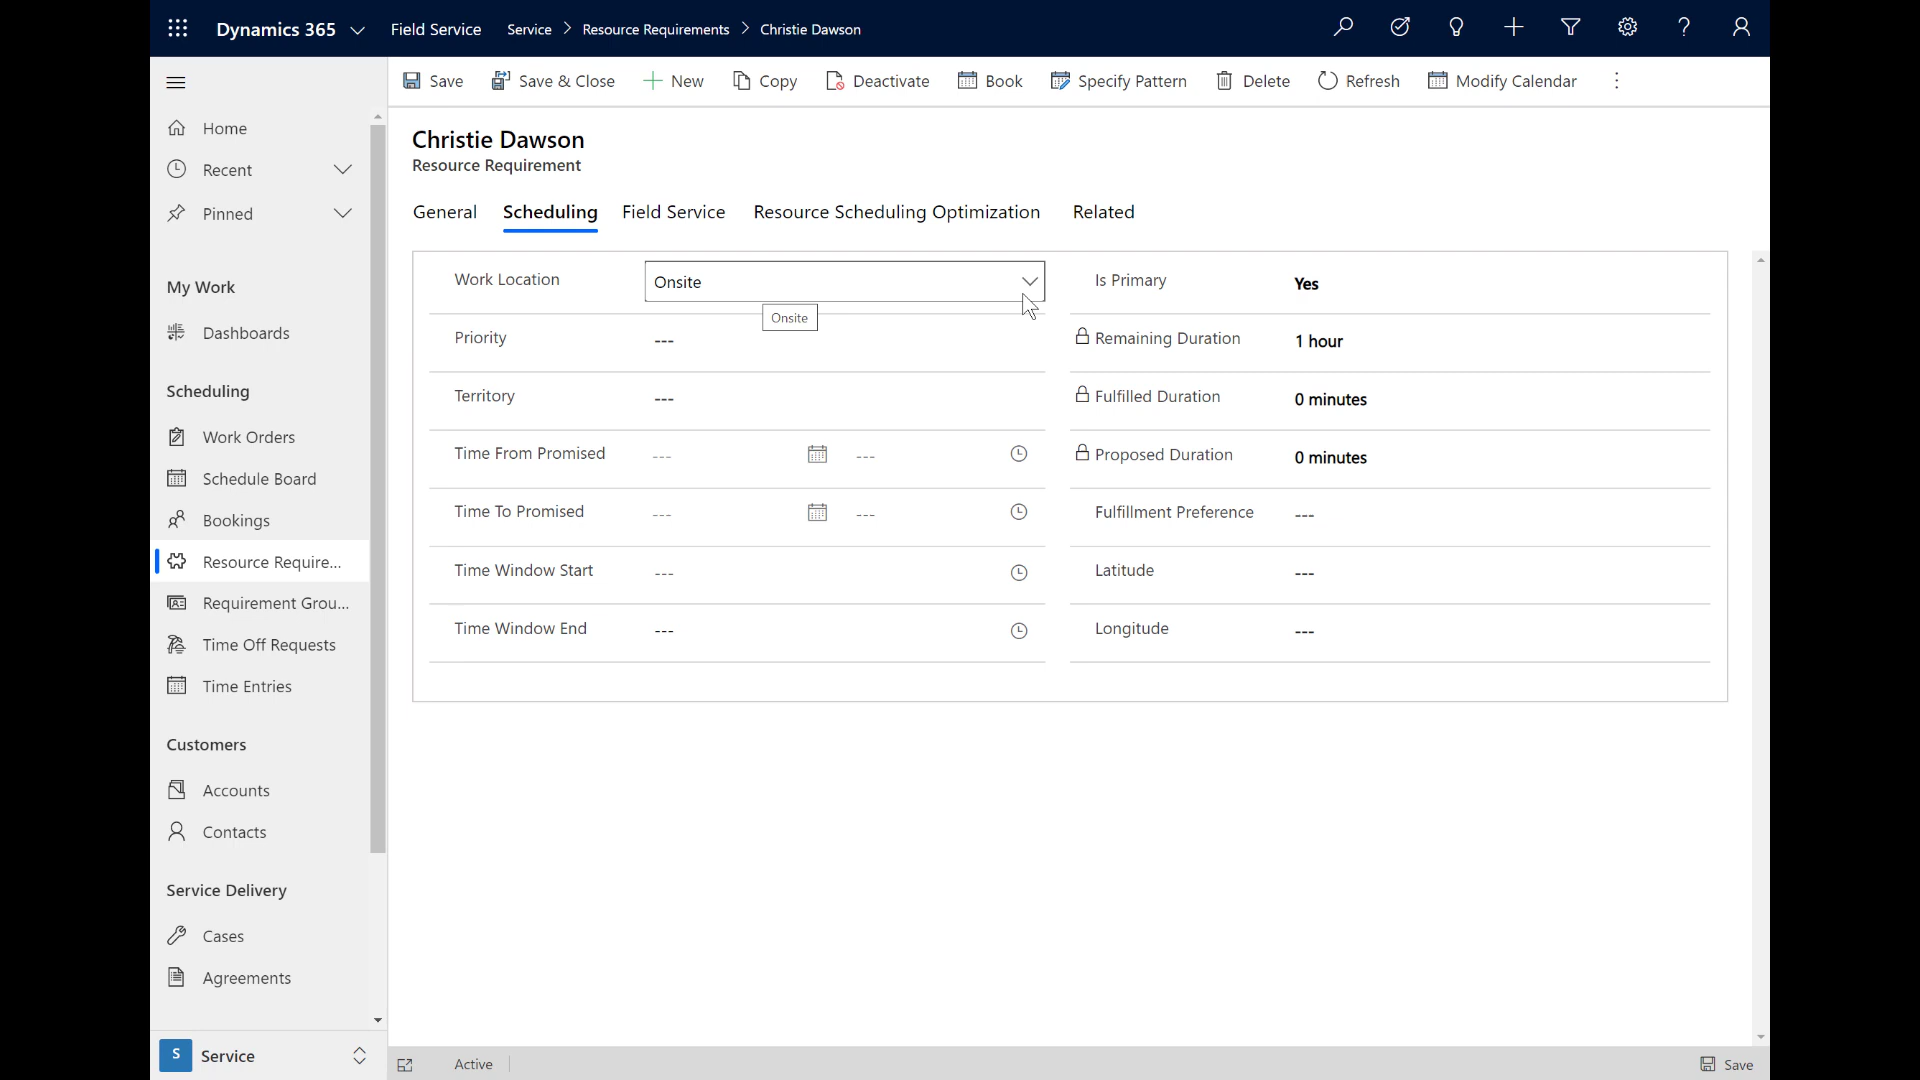 Dynamics 365 Field Service Service Resource Requirements Christie Dawson
Save Save & Close New Copy Deactivate Book Specify Pattern Delete Refresh Modify Calendar
Home
Recent
Pinned
My Work
Dashboards
Scheduling
Work Orders
Schedule Board
Bookings
Resource Require...
Requirement Grou...
Time Off Requests
Time Entries
Customers
Accounts
Contacts
Service Delivery
Cases
Agreements
S Service
Christie Dawson
Resource Requirement
General Scheduling Field Service Resource Scheduling Optimization Related
Work Location Onsite
Onsite
Priority ---
Territory ---
Time From Promised --- ---
Time To Promised --- ---
Time Window Start ---
Time Window End ---
Is Primary Yes
Remaining Duration 1 hour
Fulfilled Duration 0 minutes
Proposed Duration 0 minutes
Fulfillment Preference ---
Latitude ---
Longitude ---
Active Save